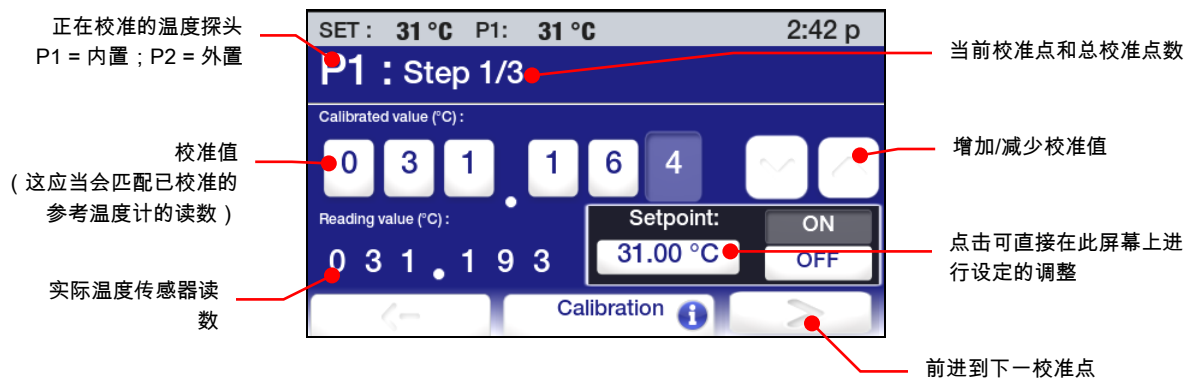 正在校准的温度探头
P1 = 内置；P2 = 外置
校准值
（这应当会匹配已校准的
参考温度计的读数）
实际温度传感器读
数
SET : 31 °C P1: 31 °C 2:42 p
P1 : Step 1/3
Calibrated value (°C) :
0 3 1 . 1 6 4
Reading value (°C) :
0 3 1 . 1 9 3
Setpoint:
31.00 °C
ON
OFF
Calibration i
当前校准点和总校准点数
增加/减少校准值
点击可直接在此屏幕上进
行设定的调整
前进到下一校准点